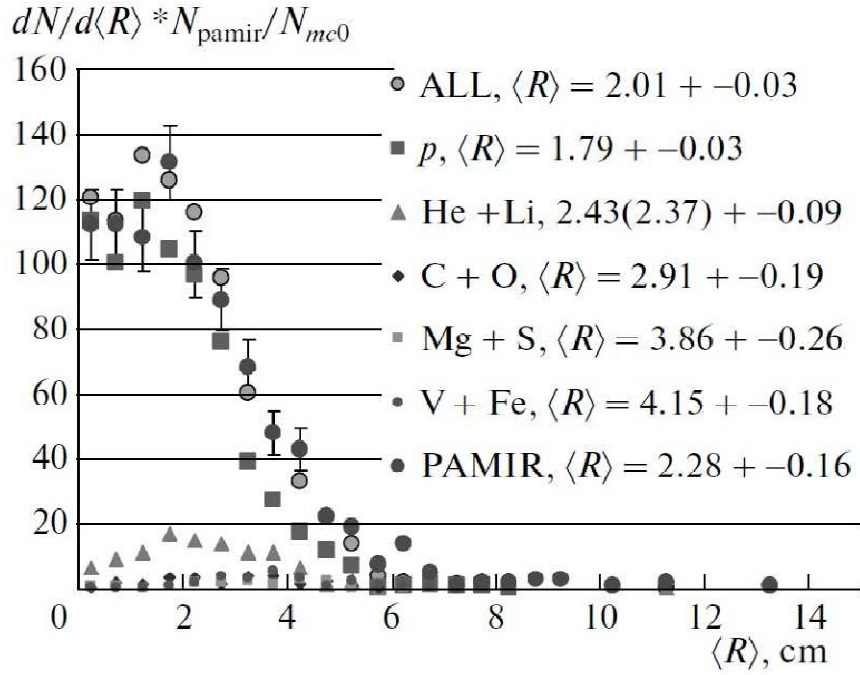 dN/d⟨R⟩ *N_pamir/N_mc0
160
140
120
100
80
60
40
20
ALL, ⟨R⟩ = 2.01 + −0.03
p, ⟨R⟩ = 1.79 + −0.03
He +Li, 2.43(2.37) + −0.09
C + O, ⟨R⟩ = 2.91 + −0.19
Mg + S, ⟨R⟩ = 3.86 + −0.26
V + Fe, ⟨R⟩ = 4.15 + −0.18
PAMIR, ⟨R⟩ = 2.28 + −0.16
0 2 4 6 8 10 12 14
⟨R⟩, cm